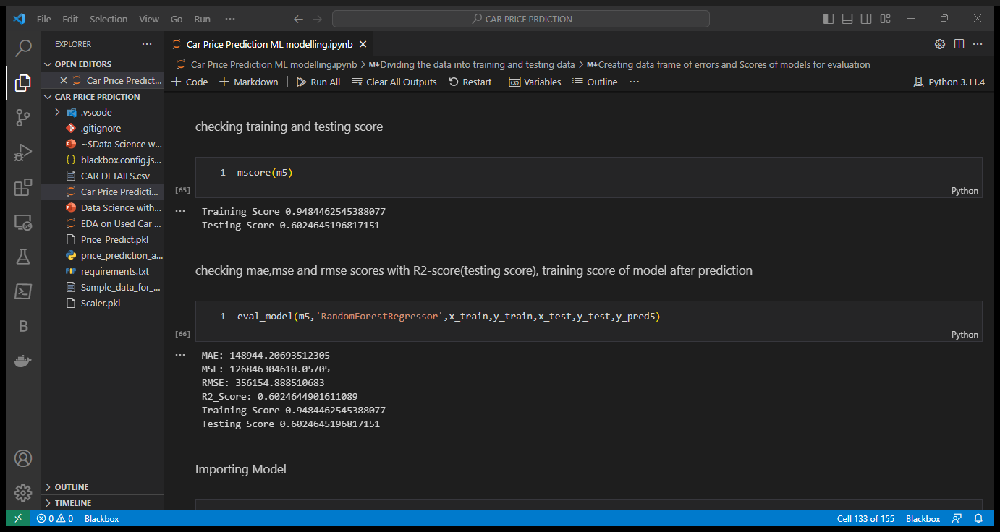 File Edit Selection View Go Run ···
CAR PRICE PRDICTION
EXPLORER ···
OPEN EDITORS
Car Price Predict...
CAR PRICE PRDICTION
.vscode
.gitignore
~$Data Science w...
blackbox.config.js...
CAR DETAILS.csv
Car Price Predicti...
Data Science with...
EDA on Used Car ...
Price_Predict.pkl
price_prediction_a...
requirements.txt
Sample_data_for_...
Scaler.pkl
OUTLINE
TIMELINE
Car Price Prediction ML modelling.ipynb
Car Price Prediction ML modelling.ipynb > M↓Dividing the data into training and testing data > M↓Creating data frame of errors and Scores of models for evaluation
+ Code + Markdown | Run All Clear All Outputs Restart | Variables Outline ··· Python 3.11.4
checking training and testing score
1 mscore(m5)
[65] Python
··· Training Score 0.9484462545388077
Testing Score 0.6024645196817151
checking mae,mse and rmse scores with R2-score(testing score), training score of model after prediction
1 eval_model(m5,'RandomForestRegressor',x_train,y_train,x_test,y_test,y_pred5)
[66] Python
··· MAE: 148944.20693512305
MSE: 126846304610.05705
RMSE: 356154.888510683
R2_Score: 0.6024644901611089
Training Score 0.9484462545388077
Testing Score 0.6024645196817151
Importing Model
B
0 0 Blackbox Cell 133 of 155 Blackbox